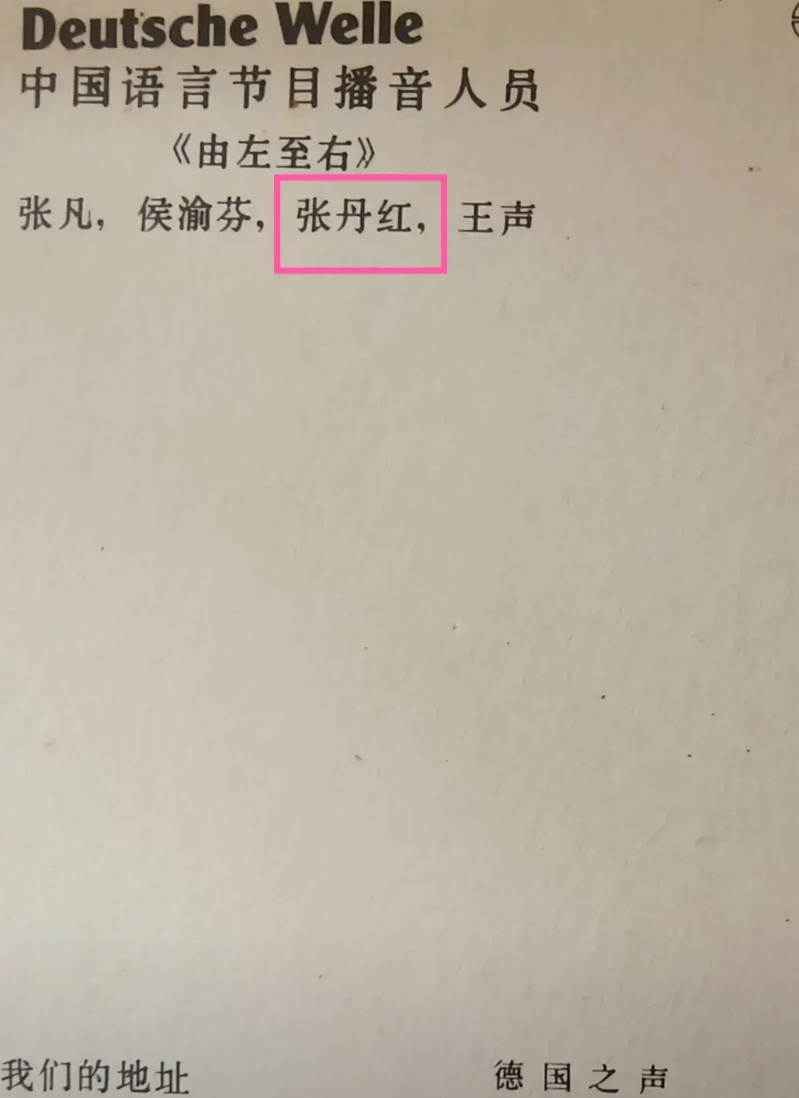 Deutsche Welle
中国语言节目播音人员
《由左至右》
张凡，侯渝芬，张丹红，王声
我们的地址 德国之声